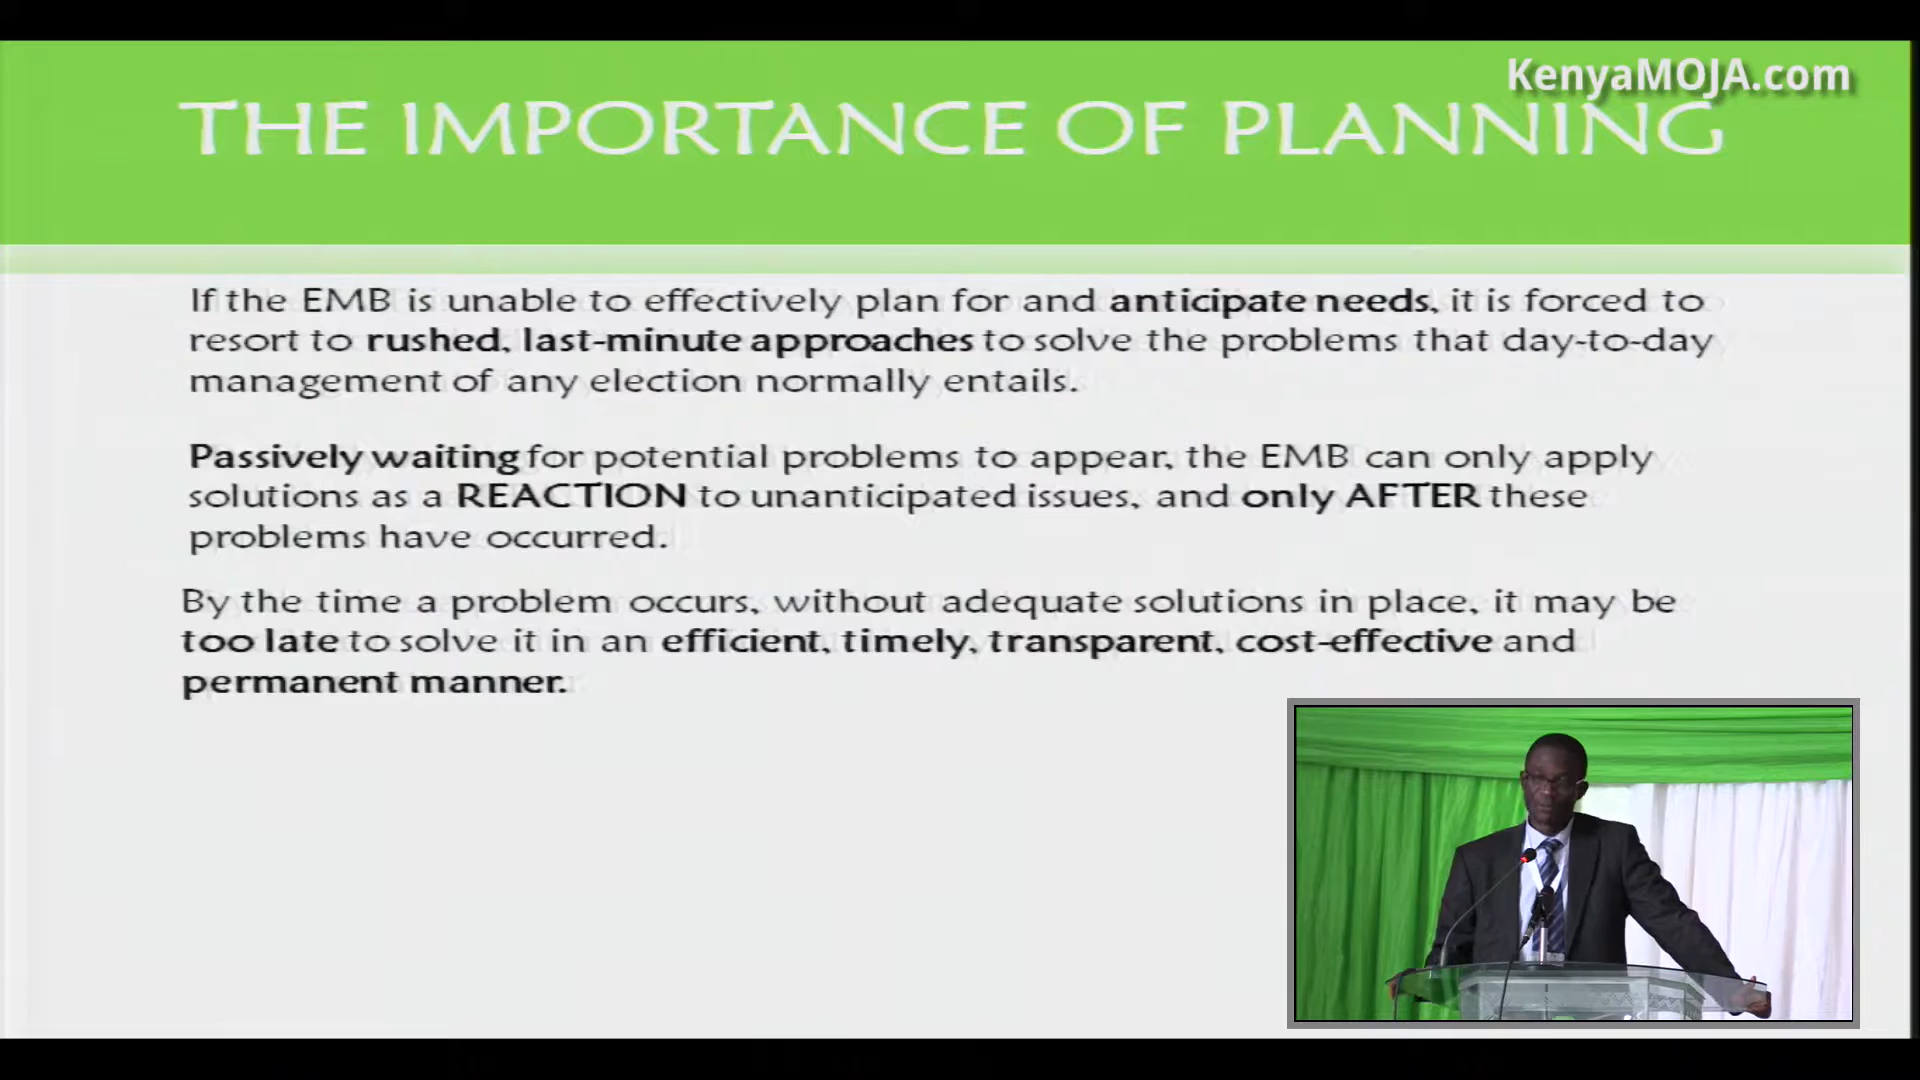 KenyaMOJA.com
THE IMPORTANCE OF PLANNING
If the EMB is unable to effectively plan for and anticipate needs, it is forced to
resort to rushed, last-minute approaches to solve the problems that day-to-day
management of any election normally entails.
Passively waiting for potential problems to appear, the EMB can only apply
solutions as a REACTION to unanticipated issues, and only AFTER these
problems have occurred.
By the time a problem occurs, without adequate solutions in place, it may be
too late to solve it in an efficient, timely, transparent, cost-effective and
permanent manner.